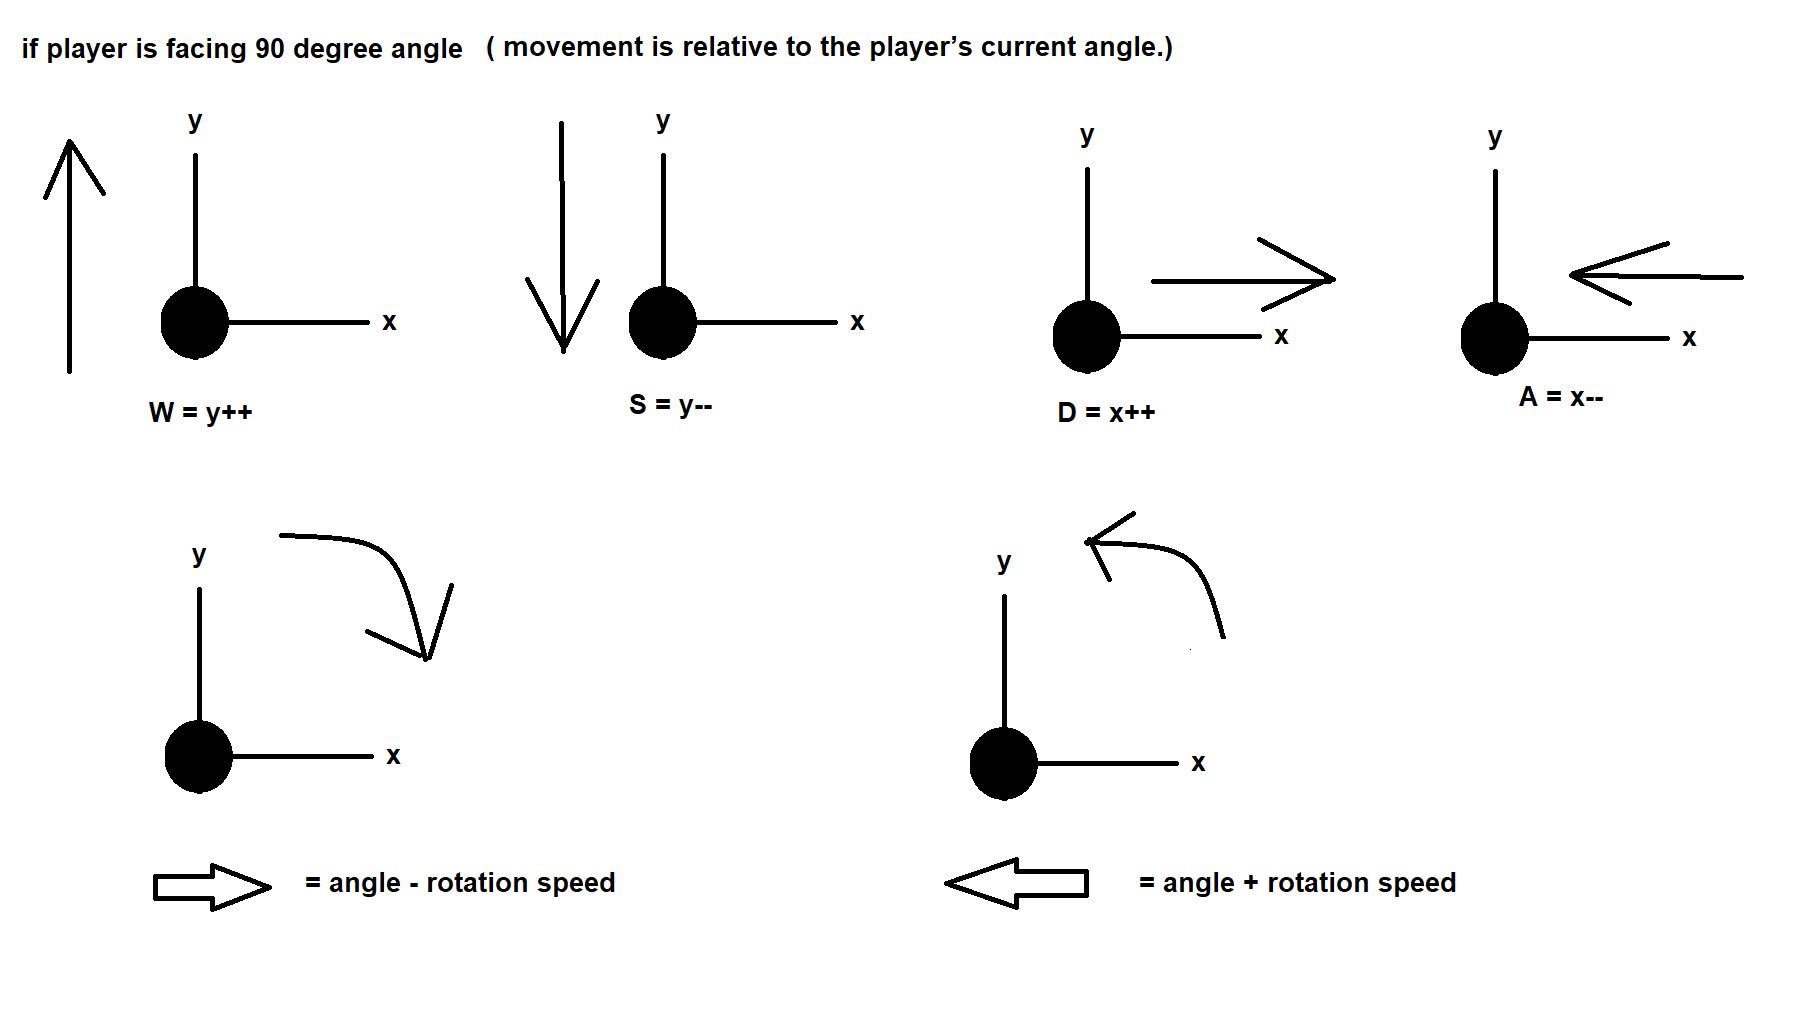 if player is facing 90 degree angle ( movement is relative to the player’s current angle.)
y y y y
x x x x
W = y++ S = y-- D = x++ A = x--
y y
x x
= angle - rotation speed = angle + rotation speed